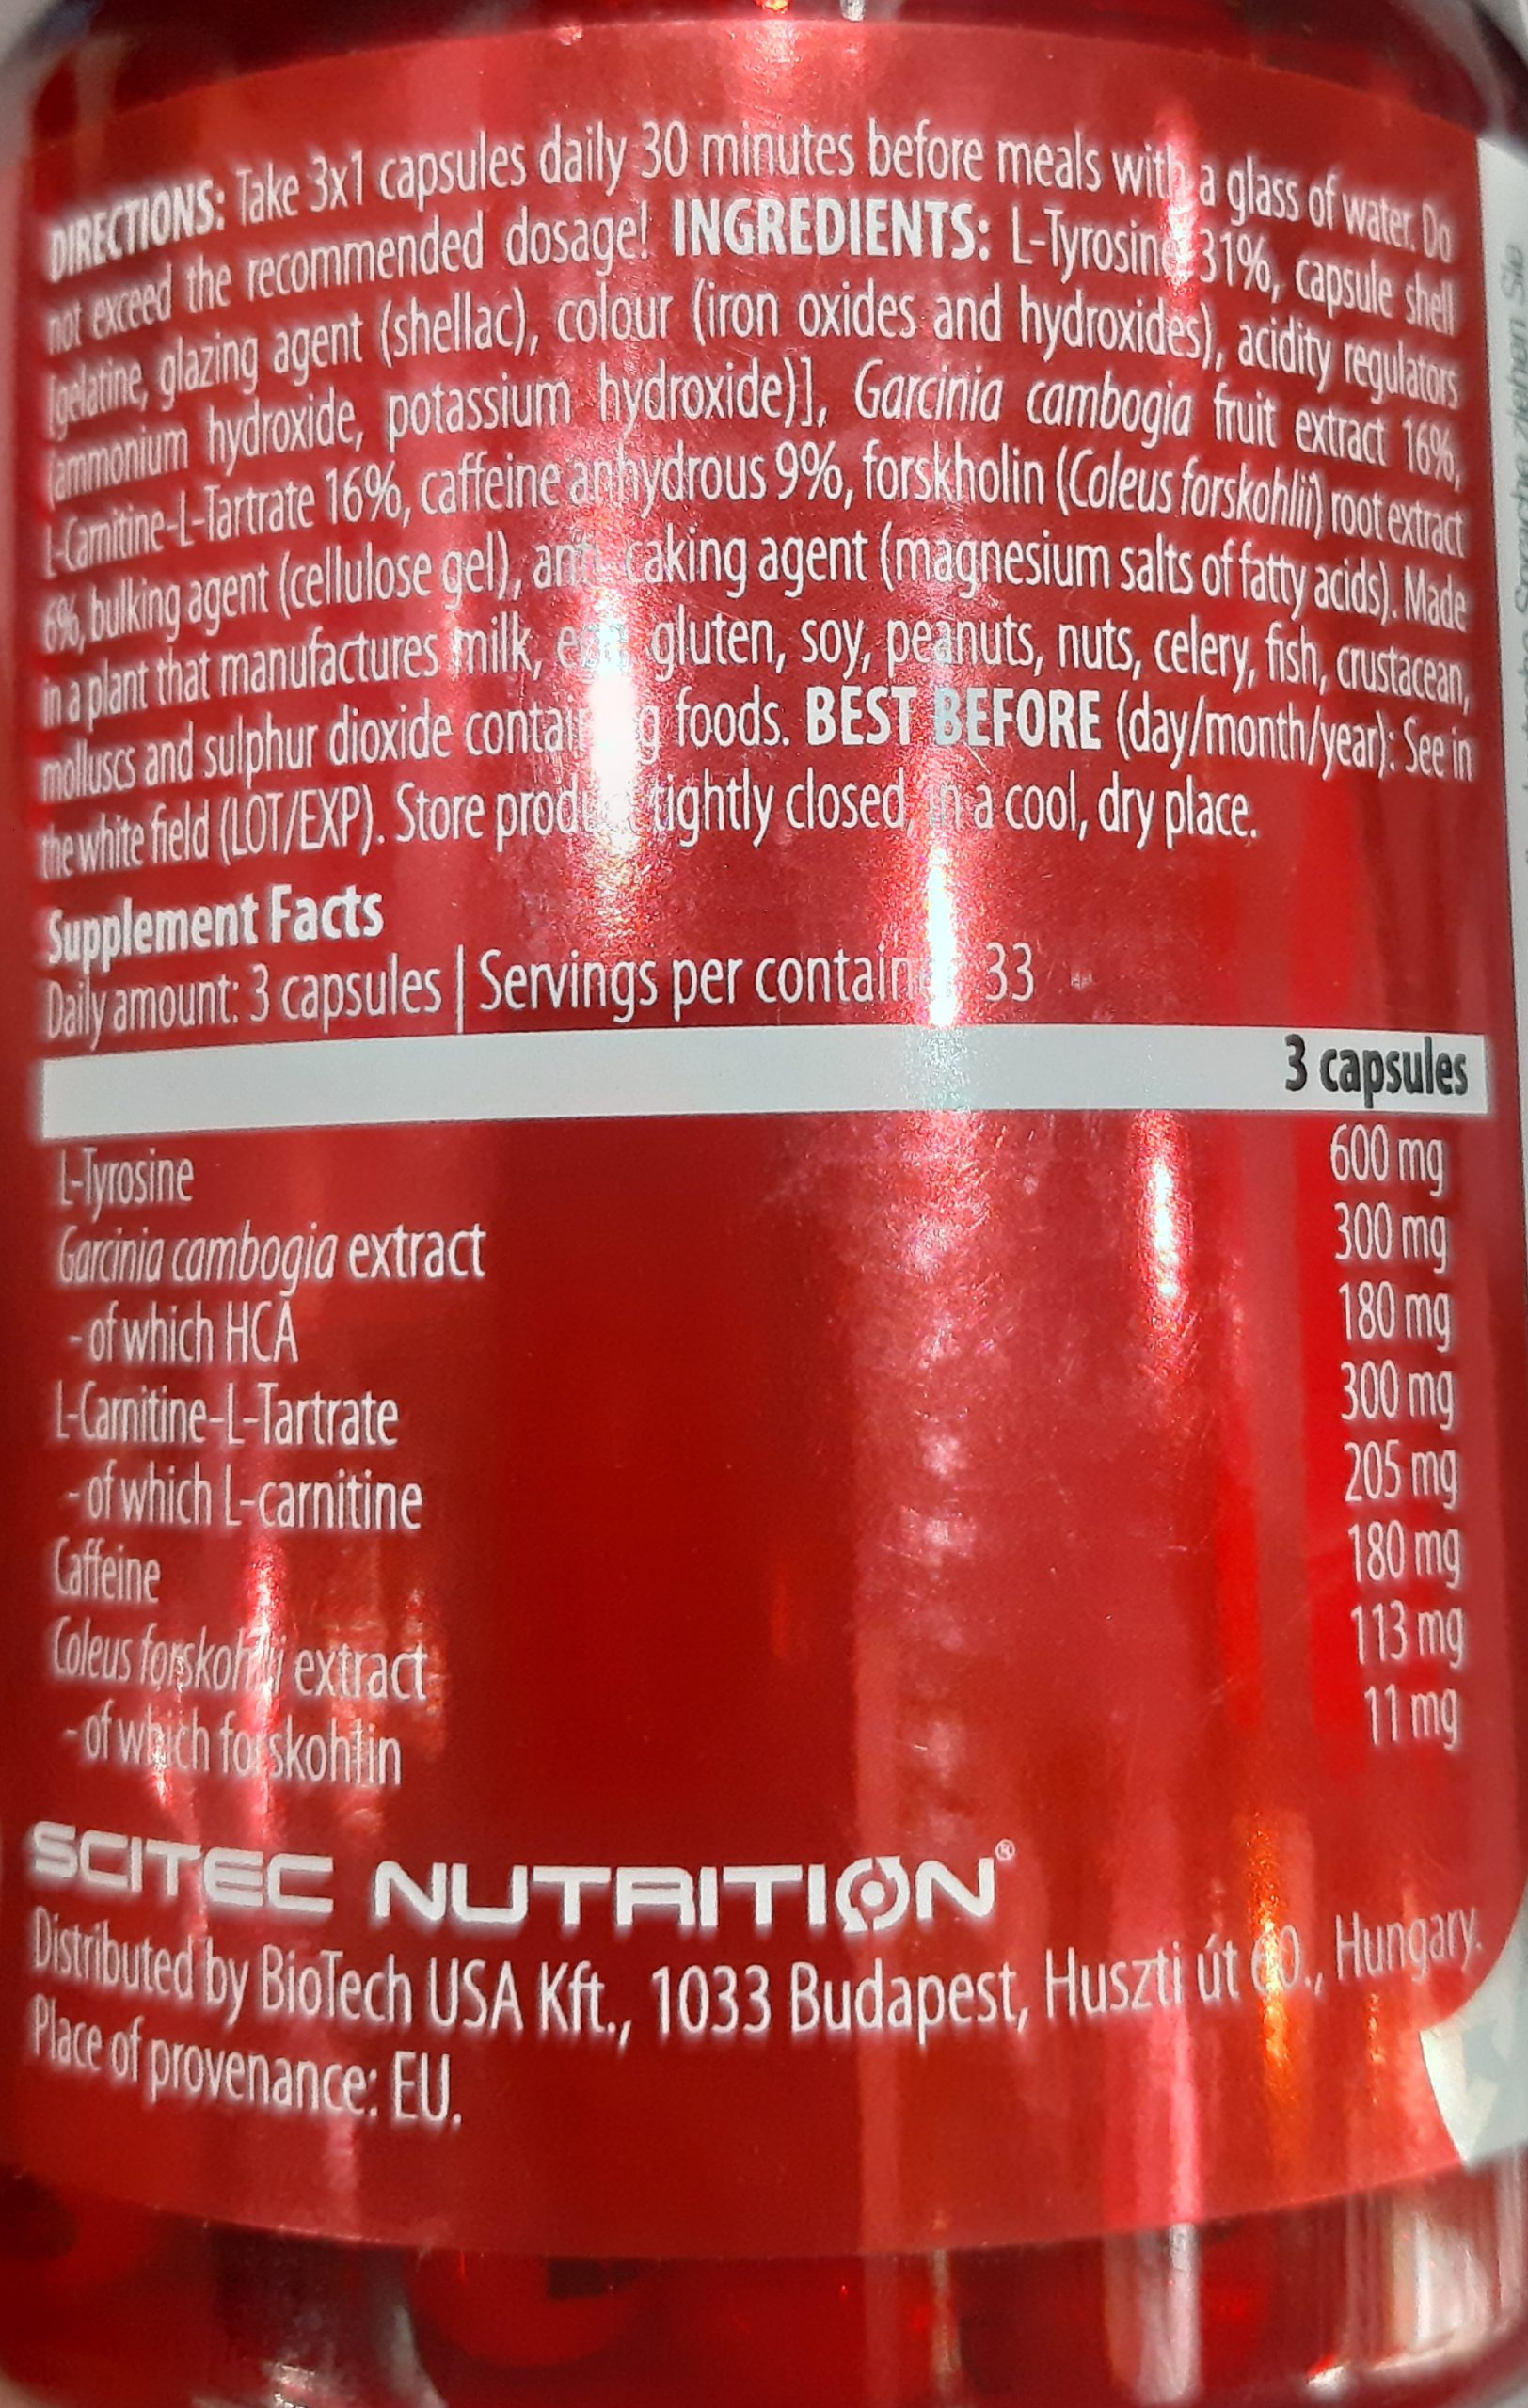 DIRECTIONS: Take 3x1 capsules daily 30 minutes before meals with a glass of water. Do
not exceed the recommended dosage! INGREDIENTS: L-Tyrosine 31%, capsule shell
[gelatine, glazing agent (shellac), colour (iron oxides and hydroxides), acidity regulators
(ammonium hydroxide, potassium hydroxide)], Garcinia cambogia fruit extract 16%,
L-Carnitine-L-Tartrate 16%, caffeine anhydrous 9%, forskholin (Coleus forskohlii) root extract
6%, bulking agent (cellulose gel), anti-caking agent (magnesium salts of fatty acids). Made
in a plant that manufactures milk, egg, gluten, soy, peanuts, nuts, celery, fish, crustacean,
molluscs and sulphur dioxide containing foods. BEST BEFORE (day/month/year): See in
the white field (LOT/EXP). Store product tightly closed, in a cool, dry place.
Supplement Facts
Daily amount: 3 capsules | Servings per container: 33
3 capsules
L-Tyrosine 600 mg
Garcinia cambogia extract 300 mg
- of which HCA 180 mg
L-Carnitine-L-Tartrate 300 mg
- of which L-carnitine 205 mg
Caffeine 180 mg
Coleus forskohlii extract 113 mg
- of which forskohlin 11 mg
SCITEC NUTRITION®
Distributed by BioTech USA Kft., 1033 Budapest, Huszti út 60., Hungary.
Place of provenance: EU.